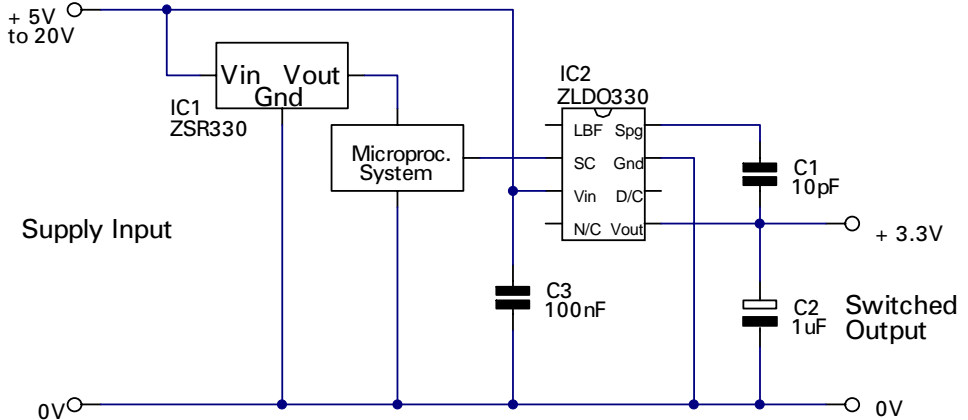 + 5V
to 20V
Vin Vout
Gnd
IC1
ZSR330
Microproc.
System
IC2
ZLDO330
LBF Spg
SC Gnd
Vin D/C
N/C Vout
C1
10pF
+ 3.3V
Supply Input
C3
100nF
C2
1uF
Switched
Output
0V
0V